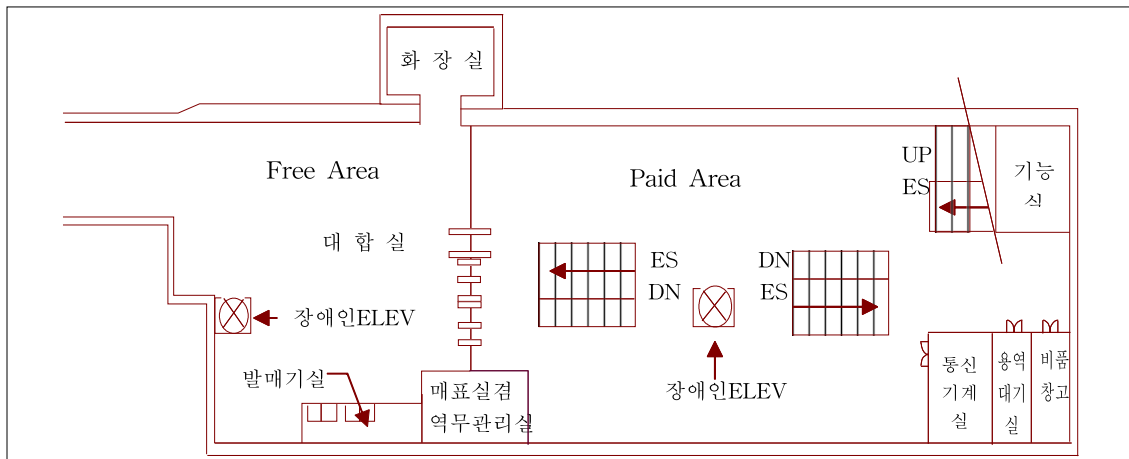 화 장 실
Free Area
Paid Area
UP
ES
기능
식
대 합 실
ES
DN
DN
ES
장애인ELEV
발매기실
매표실겸
역무관리실
장애인ELEV
통신
기계
실
용역
대기
실
비품
창고